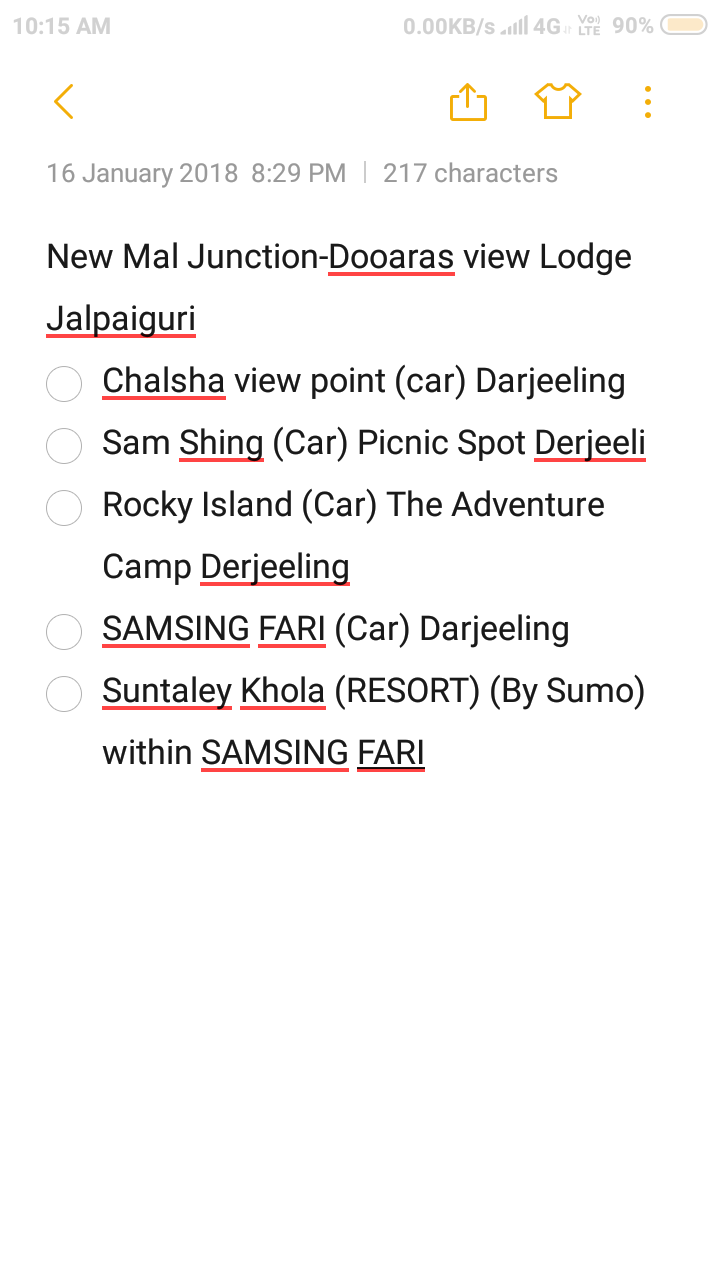 10:15 AM 0.00KB/s 4G Vo) LTE 90%
16 January 2018 8:29 PM | 217 characters
New Mal Junction-Dooaras view Lodge
Jalpaiguri
Chalsha view point (car) Darjeeling
Sam Shing (Car) Picnic Spot Derjeeli
Rocky Island (Car) The Adventure
Camp Derjeeling
SAMSING FARI (Car) Darjeeling
Suntaley Khola (RESORT) (By Sumo)
within SAMSING FARI